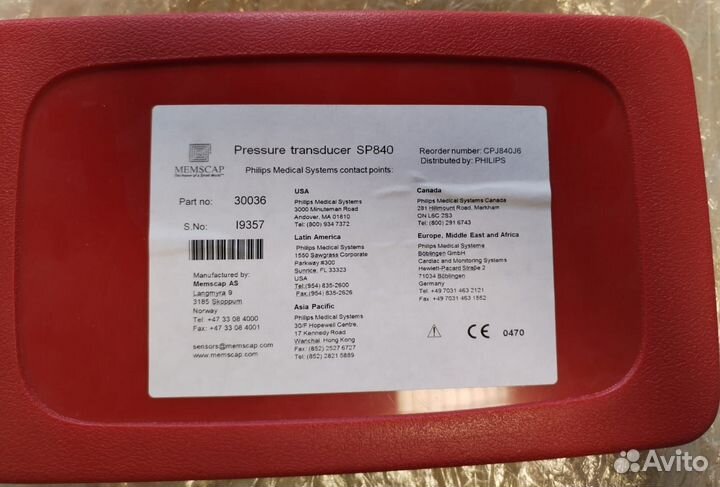 MEMSCAP
The Power of a Small World™
Pressure transducer SP840
Reorder number: CPJ840J6
Distributed by: PHILIPS
Philips Medical Systems contact points:
Part no: 30036
S.No: I9357
Manufactured by:
Memscap AS
Langmyra 9
3185 Skoppum
Norway
Tel: +47 33 08 4000
Fax: +47 33 08 4001
sensors@memscap.com
www.memscap.com
USA
Philips Medical Systems
3000 Minuteman Road
Andover, MA 01810
Tel: (800) 934 7372
Latin America
Philips Medical Systems
1550 Sawgrass Corporate
Parkway #300
Sunrice, FL 33323
USA
Tel:(954) 835-2600
Fax:(954) 835-2626
Asia Pacific
Philips Medical Systems
30/F Hopewell Centre,
17 Kennedy Road
Wanchai, Hong Kong
Fax: (852) 2527 6727
Tel: (852) 2821 5889
Canada
Philips Medical Systems Canada
281 Hillmount Road, Markham
ON L6C 2S3
Tel: (800) 291 6743
Europe, Middle East and Africa
Philips Medical Systems
Böblingen GmbH
Cardiac and Monitoring Systems
Hewlett-Pacard Straße 2
71034 Böblingen
Germany
Tel: +49 7031 463 2121
Fax: +49 7031 463 1552
CE 0470
Avito